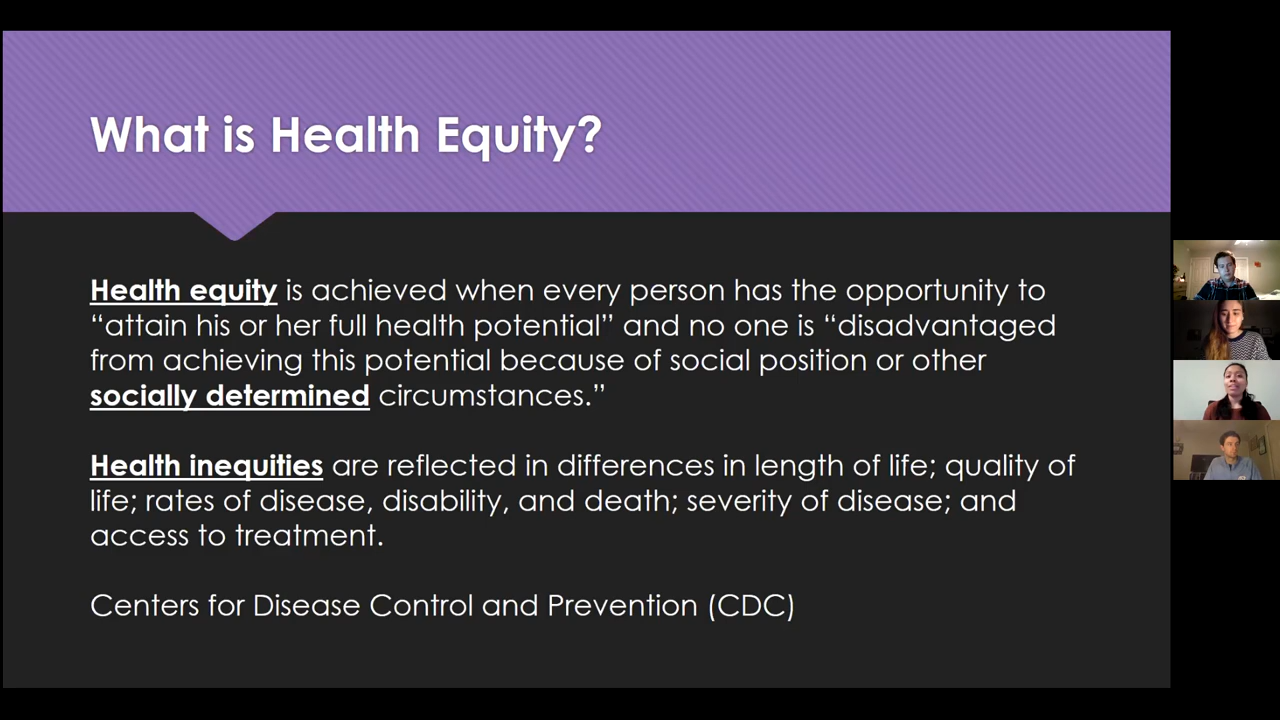 What is Health Equity?
Health equity is achieved when every person has the opportunity to
“attain his or her full health potential” and no one is “disadvantaged
from achieving this potential because of social position or other
socially determined circumstances.”
Health inequities are reflected in differences in length of life; quality of
life; rates of disease, disability, and death; severity of disease; and
access to treatment.
Centers for Disease Control and Prevention (CDC)